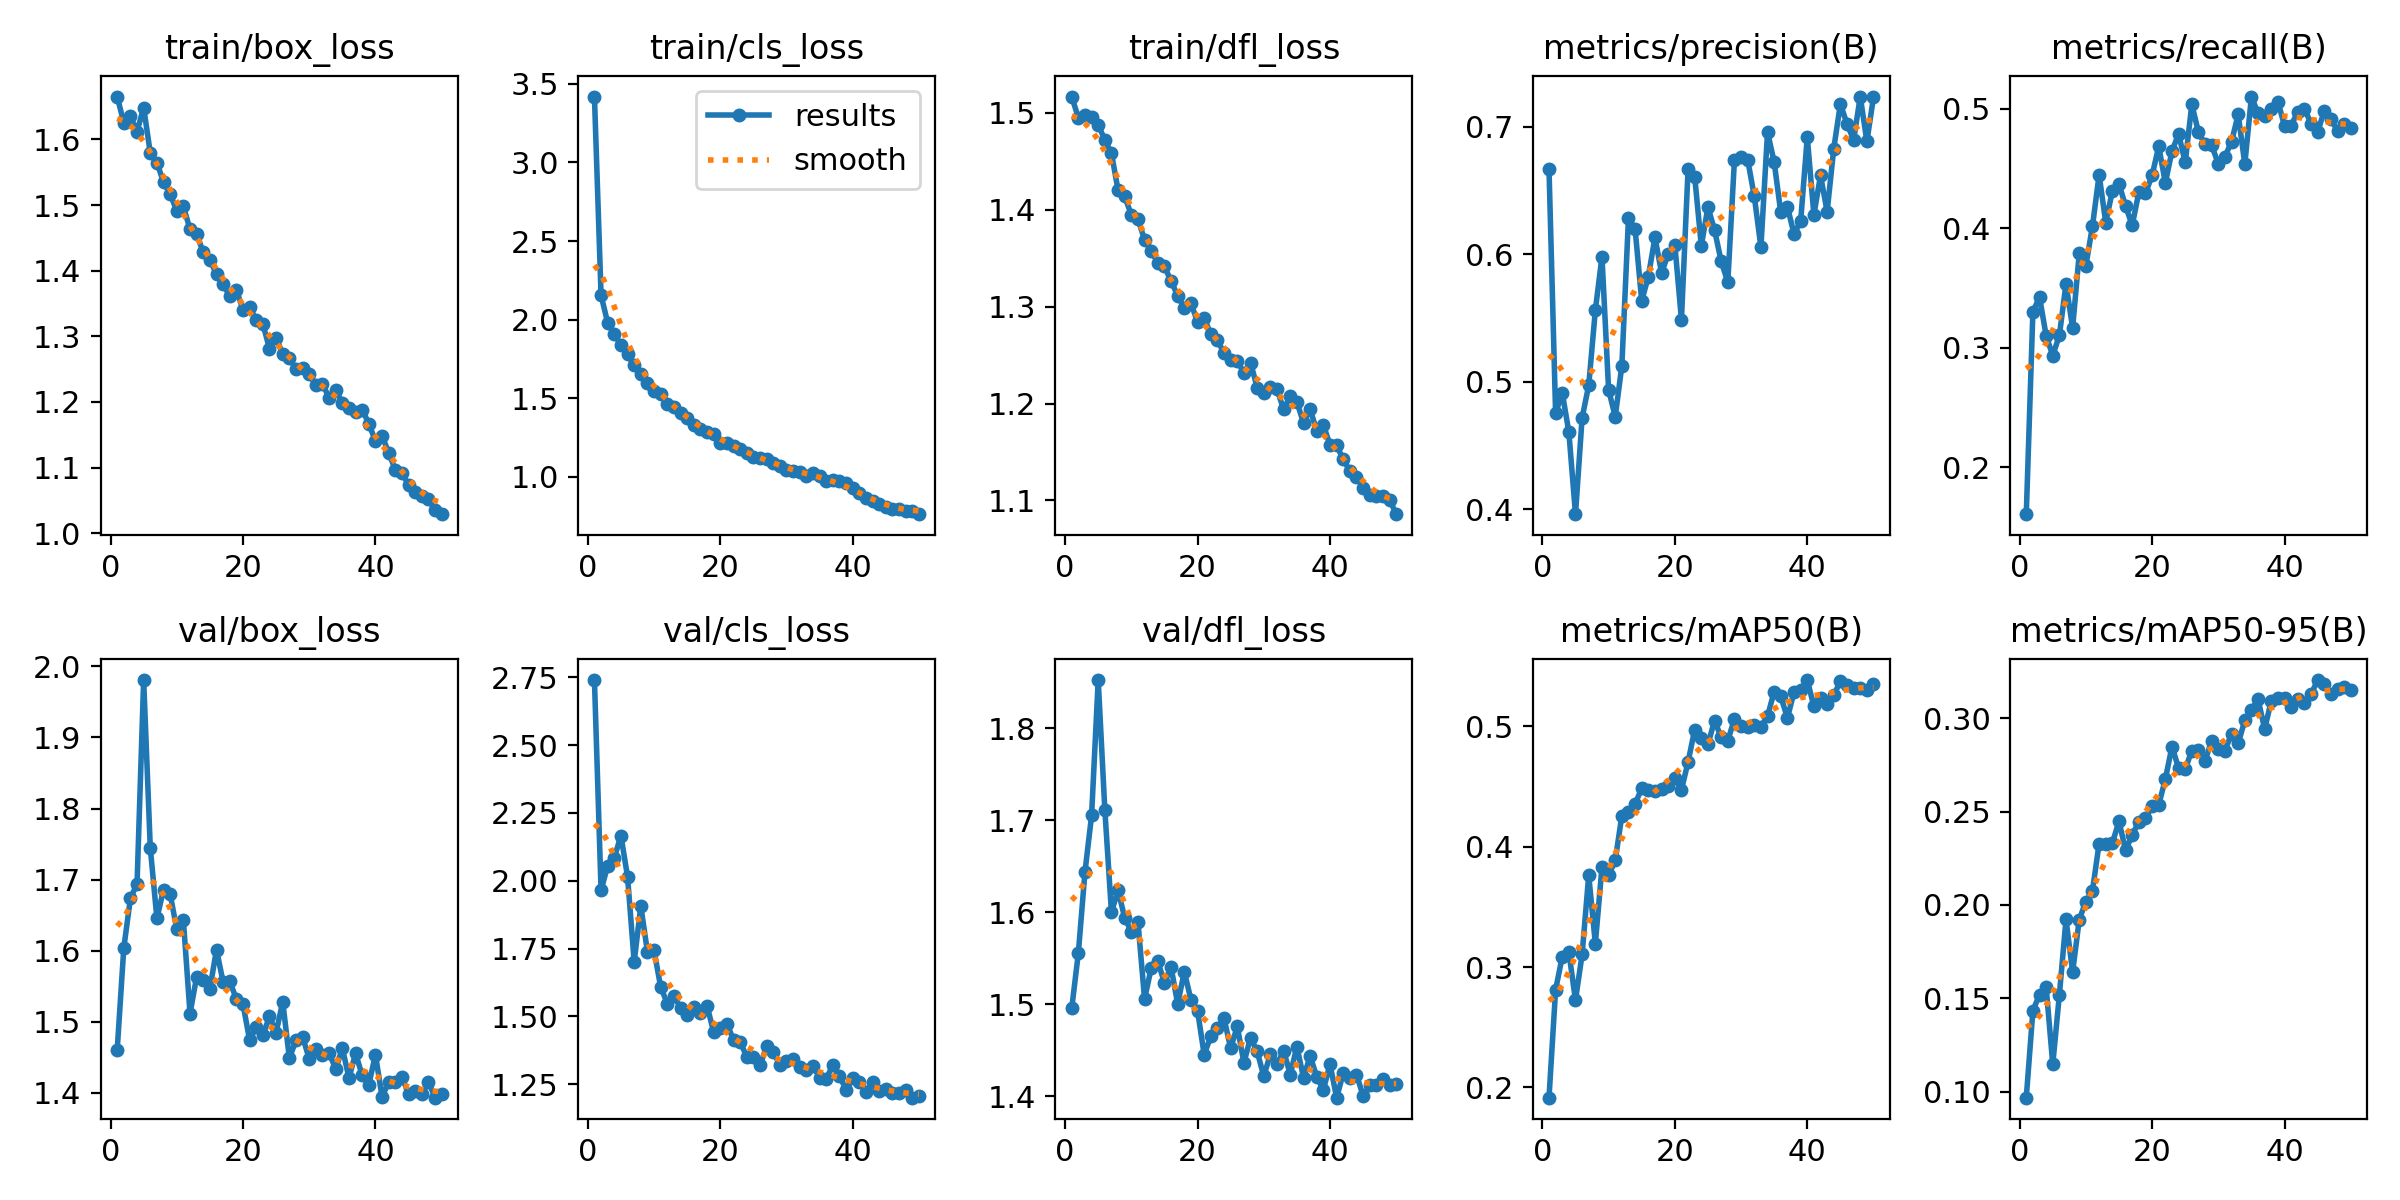 train/box_loss
1.6
1.5
1.4
1.3
1.2
1.1
1.0
0 20 40
train/cls_loss
results
smooth
3.5
3.0
2.5
2.0
1.5
1.0
0 20 40
train/dfl_loss
1.5
1.4
1.3
1.2
1.1
0 20 40
metrics/precision(B)
0.7
0.6
0.5
0.4
0 20 40
metrics/recall(B)
0.5
0.4
0.3
0.2
0 20 40
val/box_loss
2.0
1.9
1.8
1.7
1.6
1.5
1.4
0 20 40
val/cls_loss
2.75
2.50
2.25
2.00
1.75
1.50
1.25
0 20 40
val/dfl_loss
1.8
1.7
1.6
1.5
1.4
0 20 40
metrics/mAP50(B)
0.5
0.4
0.3
0.2
0 20 40
metrics/mAP50-95(B)
0.30
0.25
0.20
0.15
0.10
0 20 40